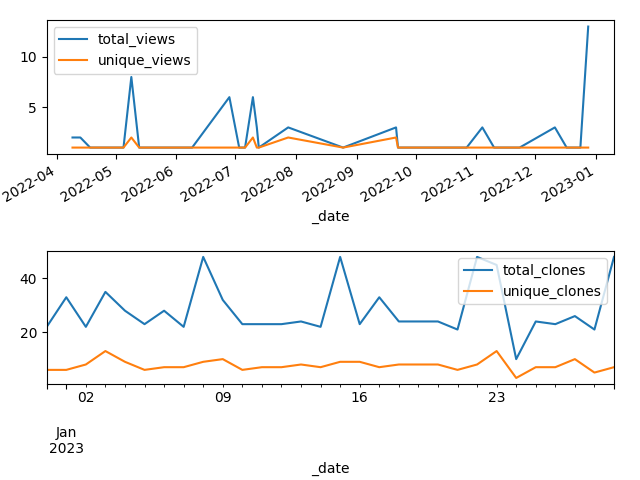 total_views
unique_views
10
5
2022-04
2022-05
2022-06
2022-07
2022-08
2022-09
2022-10
2022-11
2022-12
2023-01
_date
total_clones
unique_clones
40
20
02
09
16
23
Jan
2023
_date